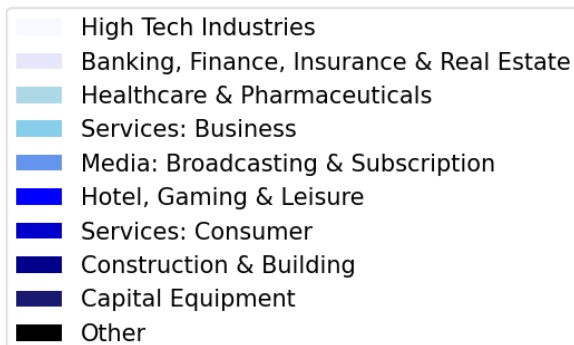 High Tech Industries
Banking, Finance, Insurance & Real Estate
Healthcare & Pharmaceuticals
Services: Business
Media: Broadcasting & Subscription
Hotel, Gaming & Leisure
Services: Consumer
Construction & Building
Capital Equipment
Other